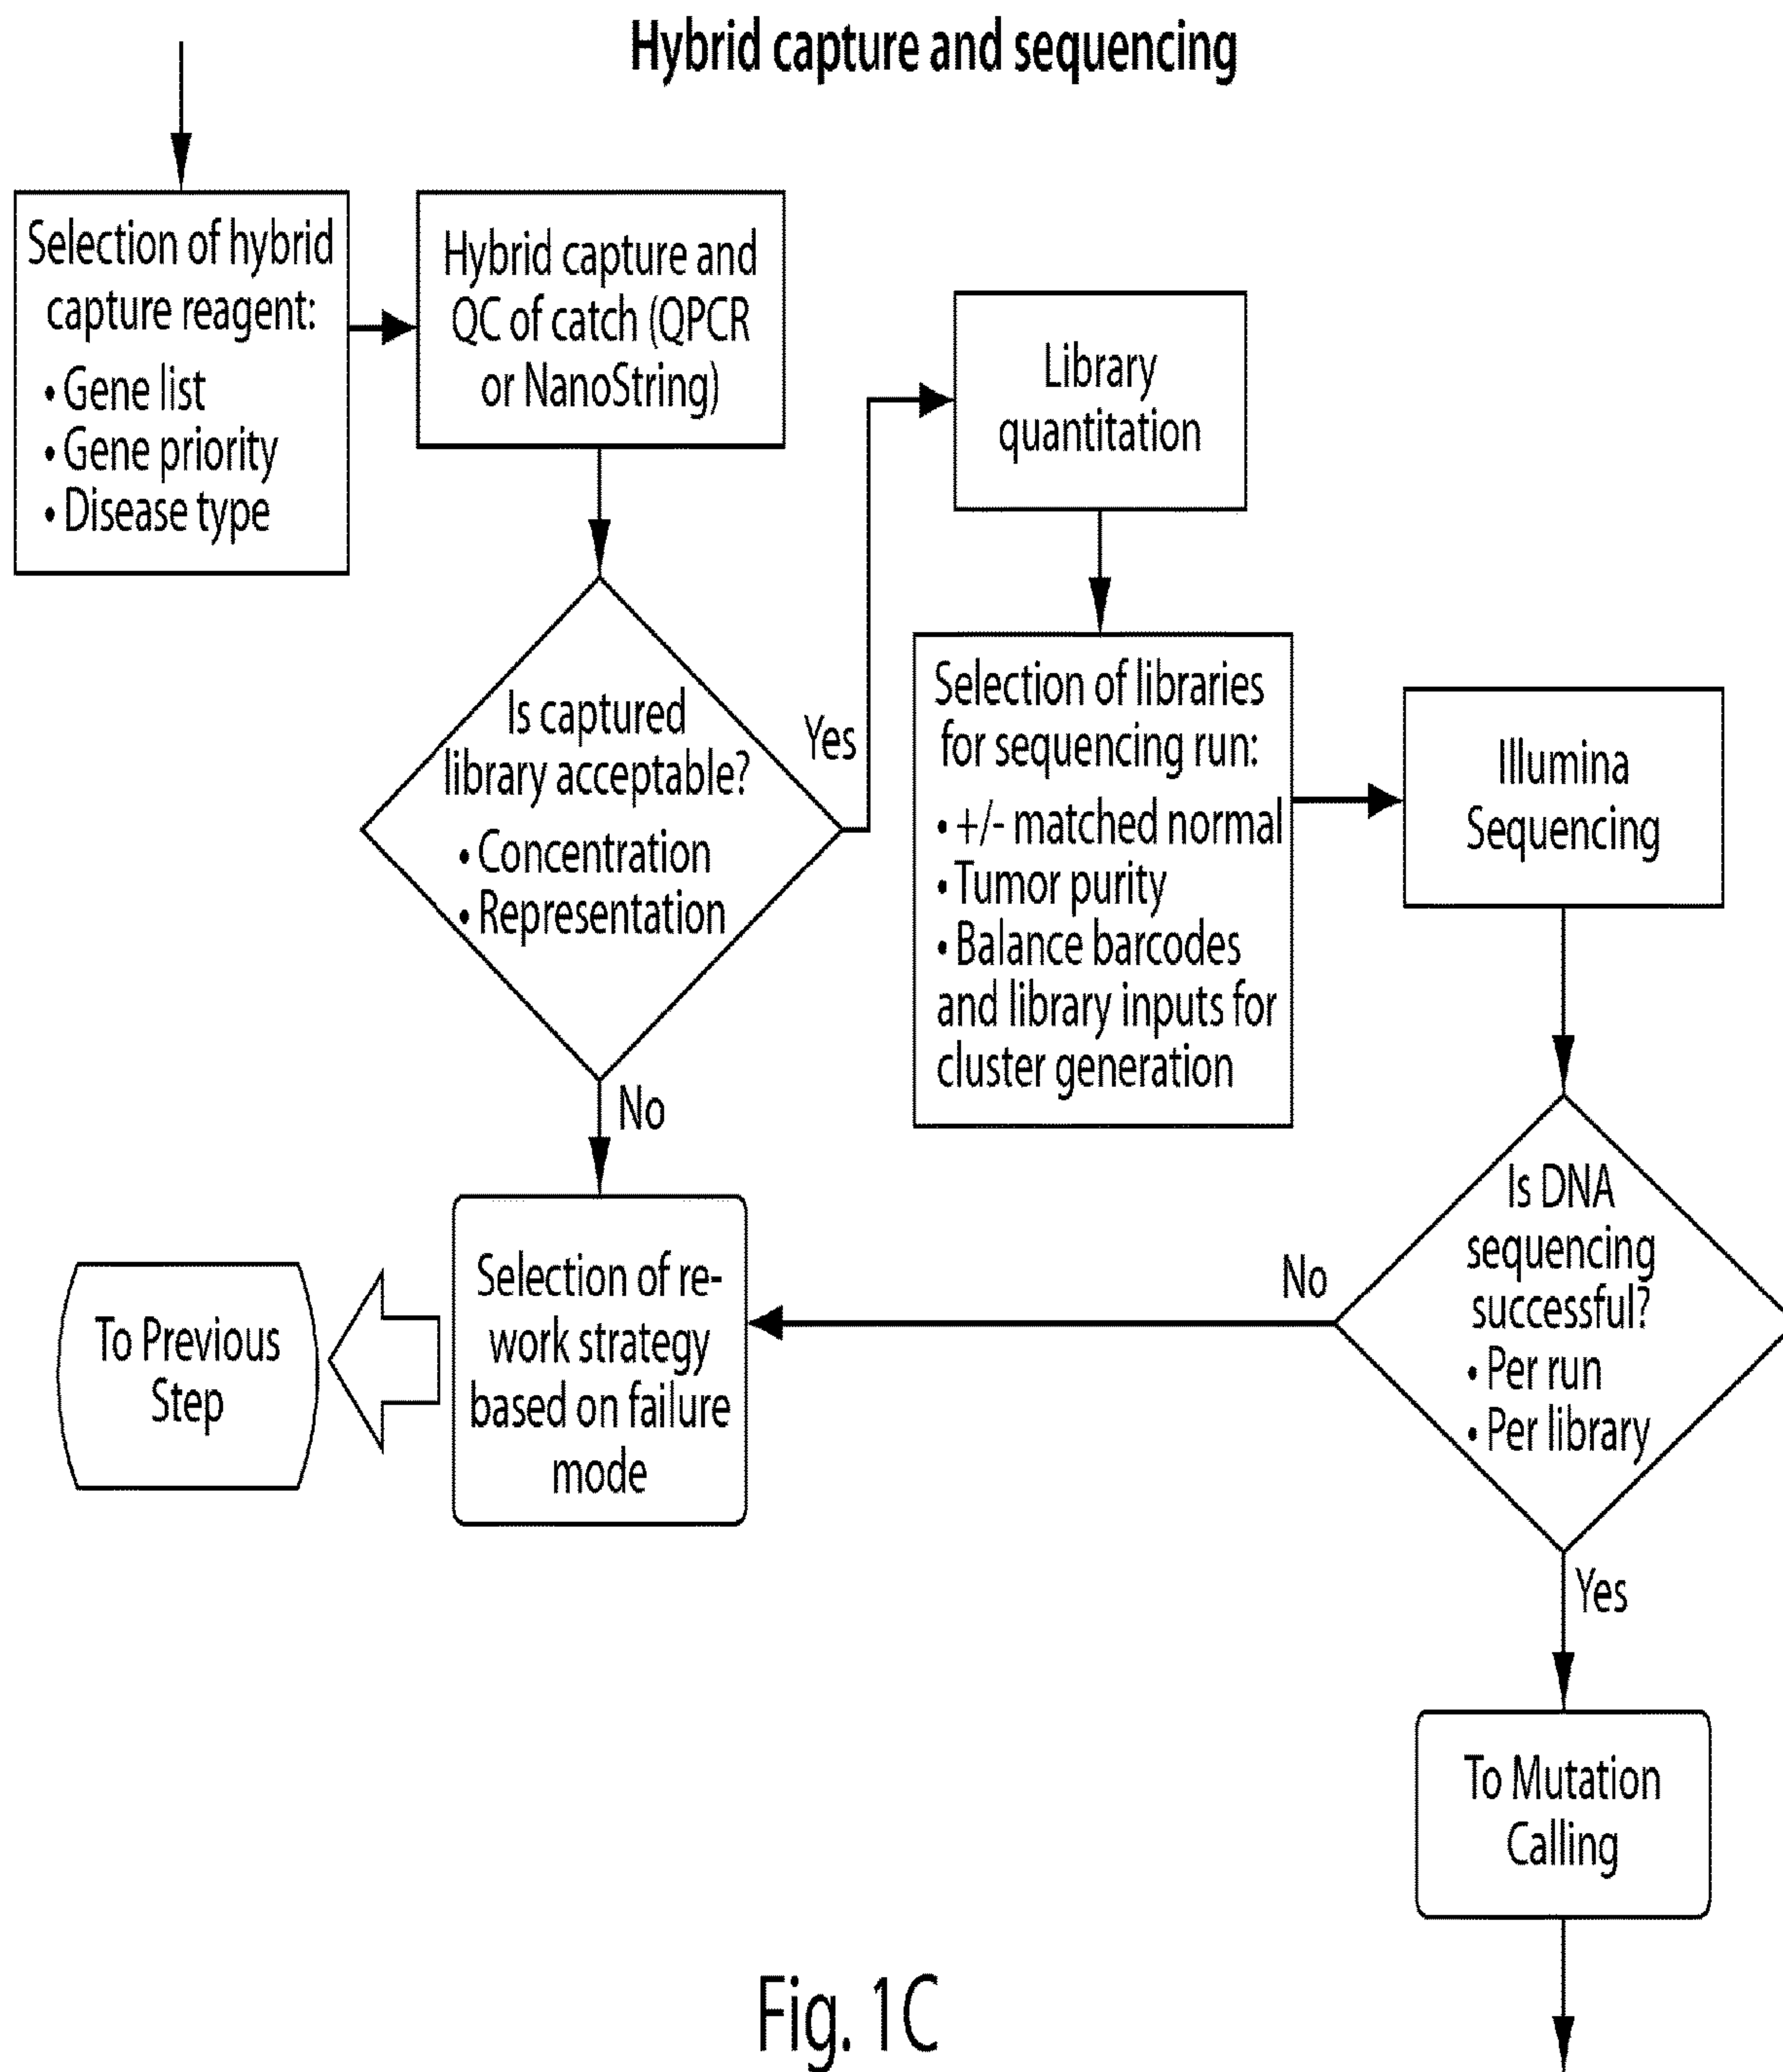 Hybrid capture and sequencing
Selection of hybrid
capture reagent:
• Gene list
• Gene priority
• Disease type
Hybrid capture and
QC of catch (QPCR
or NanoString)
Library
quantitation
Is captured
library acceptable?
• Concentration
• Representation
Yes
No
Selection of libraries
for sequencing run:
• +/- matched normal
• Tumor purity
• Balance barcodes
and library inputs for
cluster generation
Illumina
Sequencing
Is DNA
sequencing
successful?
• Per run
• Per library
No
Yes
Selection of re-
work strategy
based on failure
mode
To Previous
Step
To Mutation
Calling
Fig. 1C